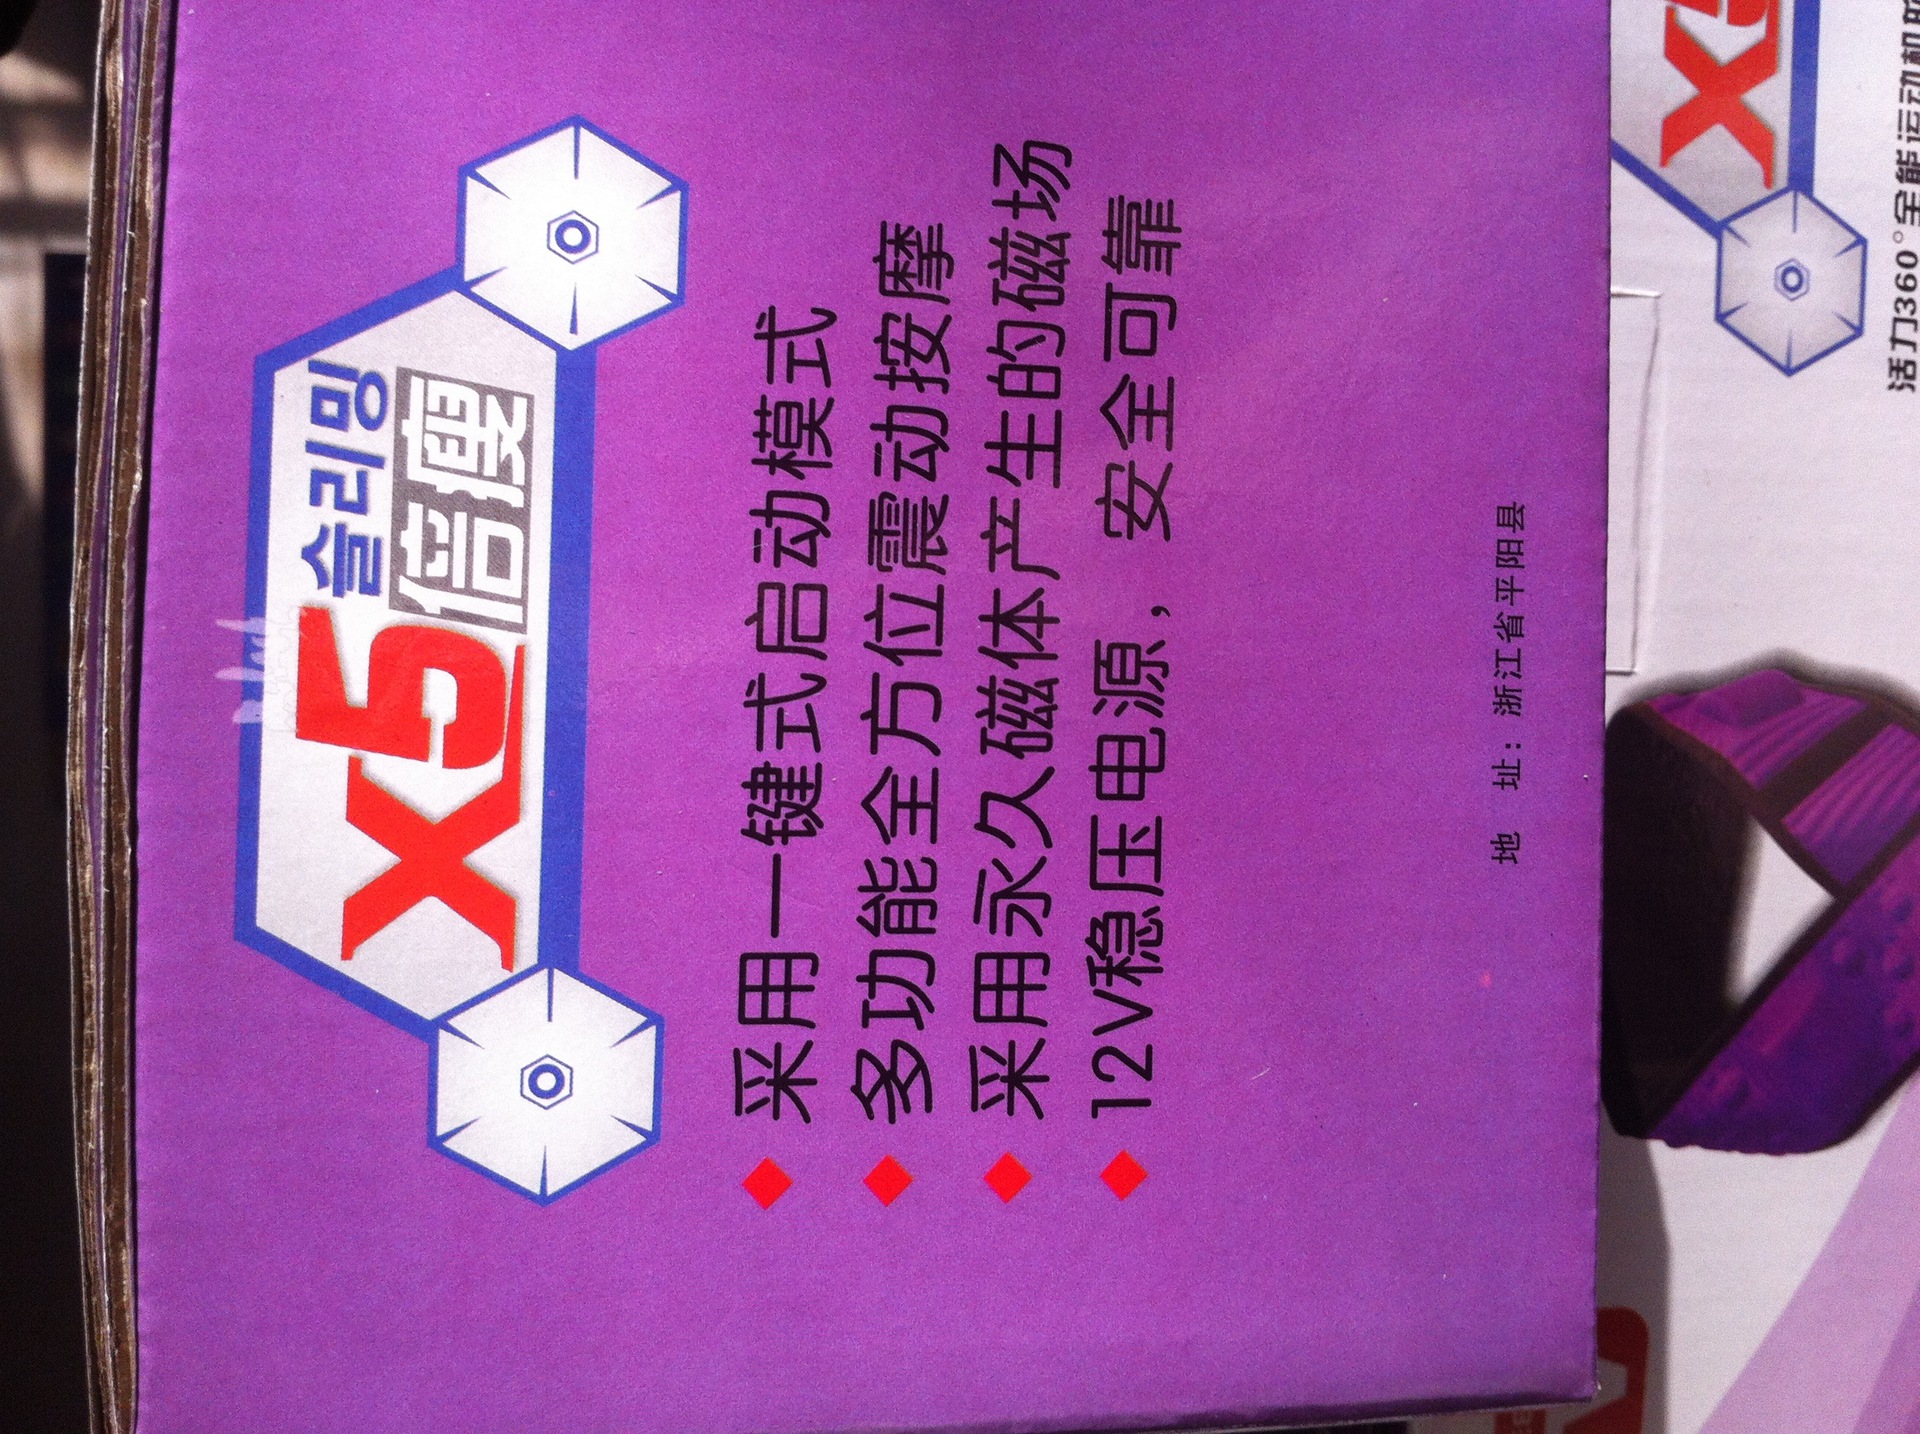 X5 슬리밍
倍瘦
采用一键式启动模式
多功能全方位震动按摩
采用永久磁体产生的磁场
12V稳压电源，安全可靠
地 址：浙江省平阳县
X5
活力360°全能运动机